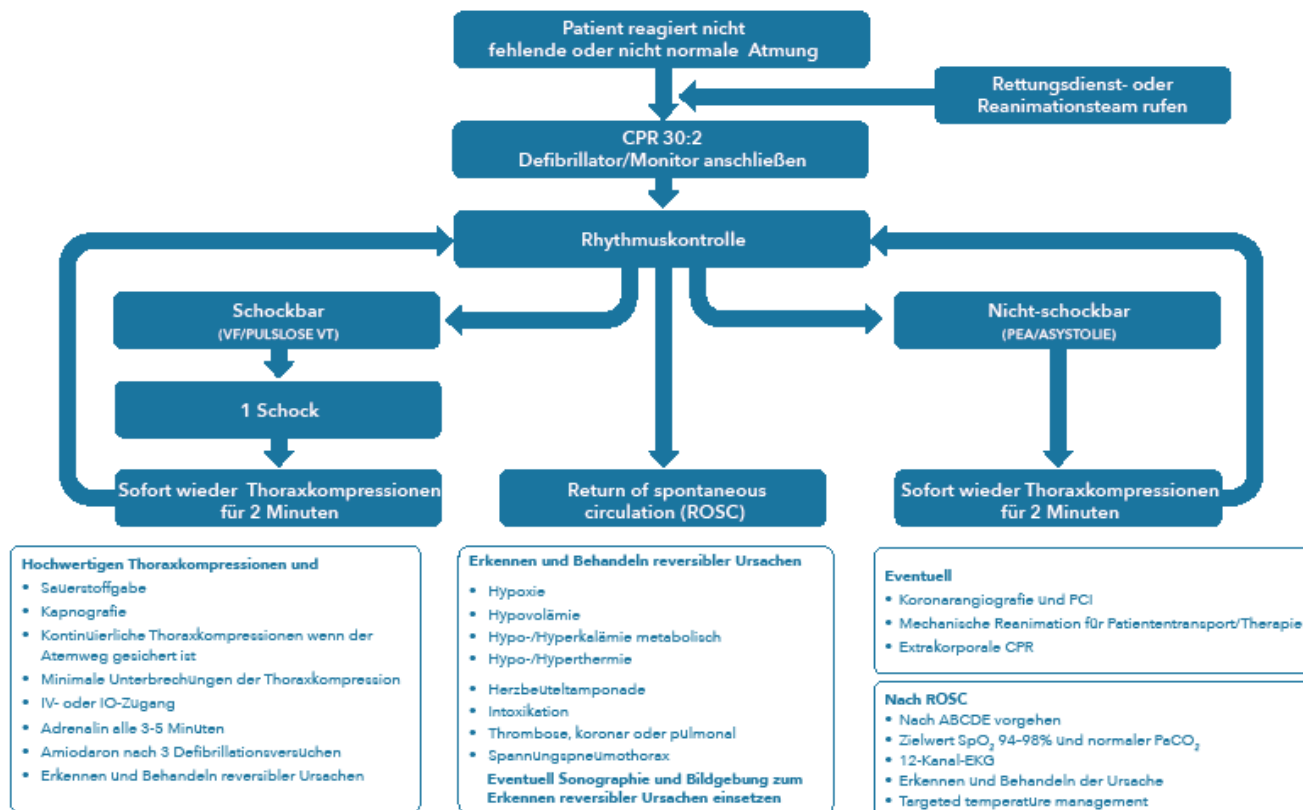 Patient reagiert nicht
fehlende oder nicht normale Atmung
Rettungsdienst- oder
Reanimationsteam rufen
CPR 30:2
Defibrillator/Monitor anschließen
Rhythmuskontrolle
Schockbar
(VF/PULSLOSE VT)
Nicht-schockbar
(PEA/ASYSTOLIE)
1 Schock
Sofort wieder Thoraxkompressionen
für 2 Minuten
Return of spontaneous
circulation (ROSC)
Sofort wieder Thoraxkompressionen
für 2 Minuten
Hochwertigen Thoraxkompressionen und
• Sauerstoffgabe
• Kapnografie
• Kontinuierliche Thoraxkompressionen wenn der
Atemweg gesichert ist
• Minimale Unterbrechungen der Thoraxkompression
• IV- oder IO-Zugang
• Adrenalin alle 3-5 Minuten
• Amiodaron nach 3 Defibrillationsversuchen
• Erkennen und Behandeln reversibler Ursachen
Erkennen und Behandeln reversibler Ursachen
• Hypoxie
• Hypovolämie
• Hypo-/Hyperkalämie metabolisch
• Hypo-/Hyperthermie
• Herzbeuteltamponade
• Intoxikation
• Thrombose, koronar oder pulmonal
• Spannungspneumothorax
Eventuell Sonographie und Bildgebung zum
Erkennen reversibler Ursachen einsetzen
Eventuell
• Koronarangiografie und PCI
• Mechanische Reanimation für Patiententransport/Therapie
• Extrakorporale CPR
Nach ROSC
• Nach ABCDE vorgehen
• Zielwert SpO₂ 94-98% und normaler PaCO₂
• 12-Kanal-EKG
• Erkennen und Behandeln der Ursache
• Targeted temperature management